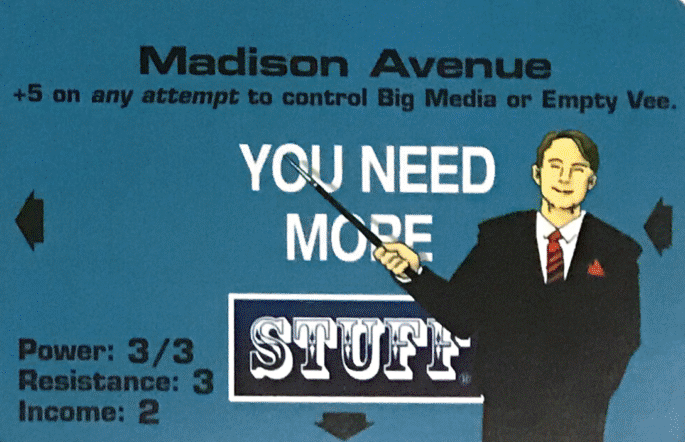 Madison Avenue
+5 on any attempt to control Big Media or Empty Vee.
YOU NEED
MORE
STUFF
®
Power: 3/3
Resistance: 3
Income: 2